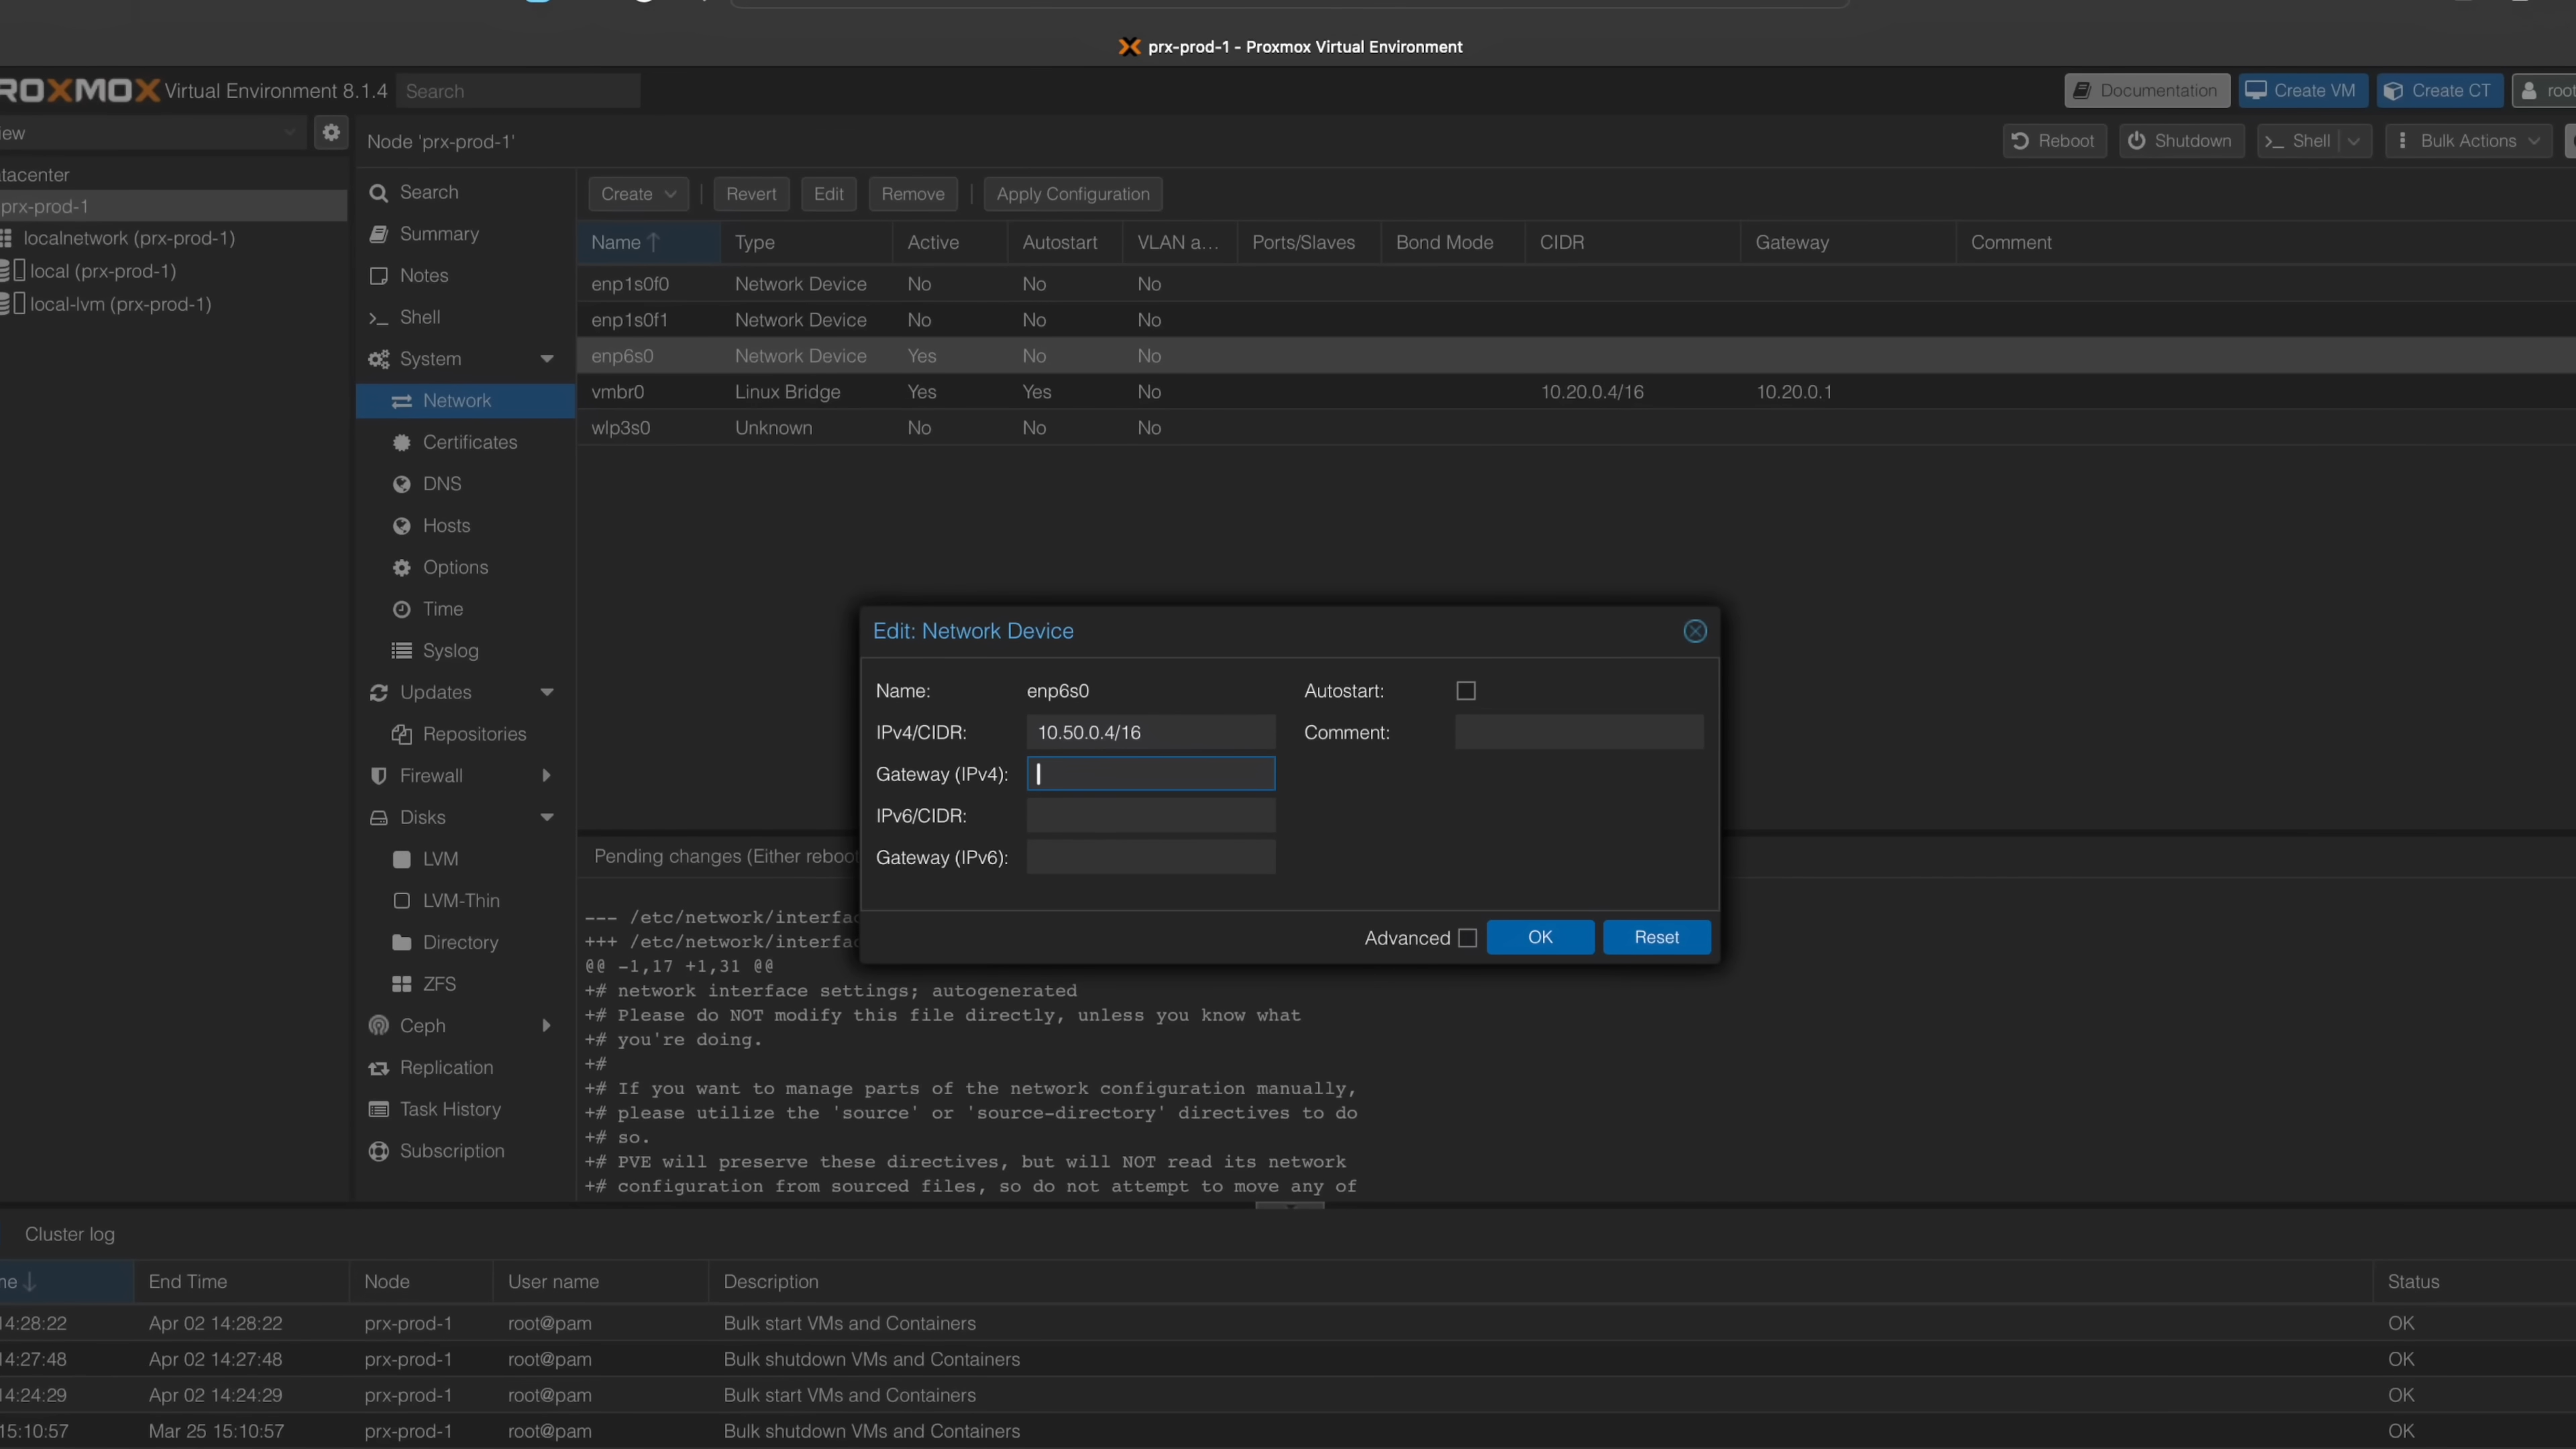 prx-prod-1 - Proxmox Virtual Environment
ROXMOX Virtual Environment 8.1.4 Search Documentation Create VM Create CT root
iew Node 'prx-prod-1' Reboot Shutdown Shell Bulk Actions
atacenter
prx-prod-1
localnetwork (prx-prod-1)
local (prx-prod-1)
local-lvm (prx-prod-1)
Search
Summary
Notes
Shell
System
Network
Certificates
DNS
Hosts
Options
Time
Syslog
Updates
Repositories
Firewall
Disks
LVM
LVM-Thin
Directory
ZFS
Ceph
Replication
Task History
Subscription
Create Revert Edit Remove Apply Configuration
Name Type Active Autostart VLAN a... Ports/Slaves Bond Mode CIDR Gateway Comment
enp1s0f0 Network Device No No No
enp1s0f1 Network Device No No No
enp6s0 Network Device Yes No No
vmbr0 Linux Bridge Yes Yes No 10.20.0.4/16 10.20.0.1
wlp3s0 Unknown No No No
Edit: Network Device
Name: enp6s0 Autostart:
IPv4/CIDR: 10.50.0.4/16 Comment:
Gateway (IPv4):
IPv6/CIDR:
Gateway (IPv6):
Advanced OK Reset
Pending changes (Either reboot
--- /etc/network/interfac
+++ /etc/network/interfac
@@ -1,17 +1,31 @@
+# network interface settings; autogenerated
+# Please do NOT modify this file directly, unless you know what
+# you're doing.
+#
+# If you want to manage parts of the network configuration manually,
+# please utilize the 'source' or 'source-directory' directives to do
+# so.
+# PVE will preserve these directives, but will NOT read its network
+# configuration from sourced files, so do not attempt to move any of
Cluster log
me End Time Node User name Description Status
14:28:22 Apr 02 14:28:22 prx-prod-1 root@pam Bulk start VMs and Containers OK
14:27:48 Apr 02 14:27:48 prx-prod-1 root@pam Bulk shutdown VMs and Containers OK
14:24:29 Apr 02 14:24:29 prx-prod-1 root@pam Bulk start VMs and Containers OK
15:10:57 Mar 25 15:10:57 prx-prod-1 root@pam Bulk shutdown VMs and Containers OK